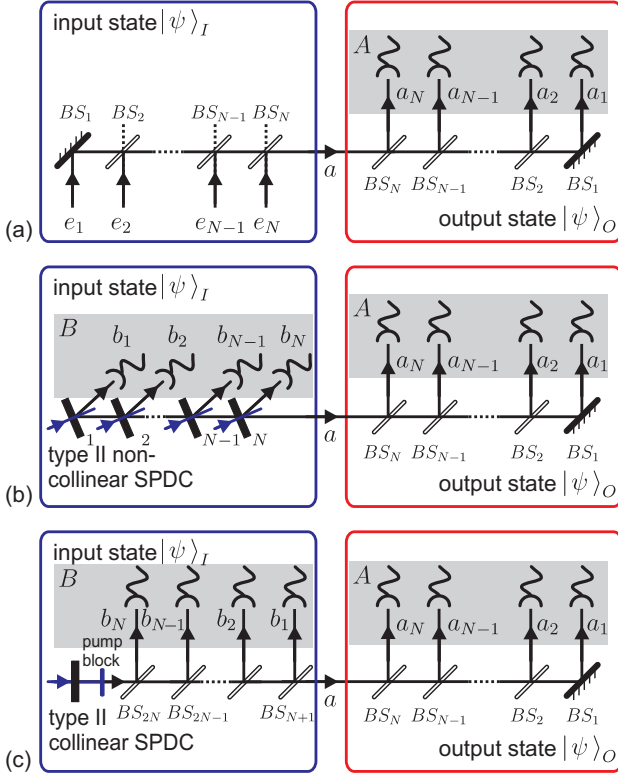 input state |ψ⟩_I
A
a_N a_{N−1} a_2 a_1
BS_1 BS_2 BS_{N−1} BS_N
a
BS_N BS_{N−1} BS_2 BS_1
e_1 e_2 e_{N−1} e_N
output state |ψ⟩_O
(a)
input state |ψ⟩_I
B
b_1 b_2 b_{N−1} b_N
A
a_N a_{N−1} a_2 a_1
1 2 N−1 N
a
BS_N BS_{N−1} BS_2 BS_1
type II non-
collinear SPDC
output state |ψ⟩_O
(b)
input state |ψ⟩_I
B
b_N b_{N−1} b_2 b_1
A
a_N a_{N−1} a_2 a_1
pump
block
BS_{2N} BS_{2N−1} BS_{N+1}
a
BS_N BS_{N−1} BS_2 BS_1
type II
collinear SPDC
output state |ψ⟩_O
(c)